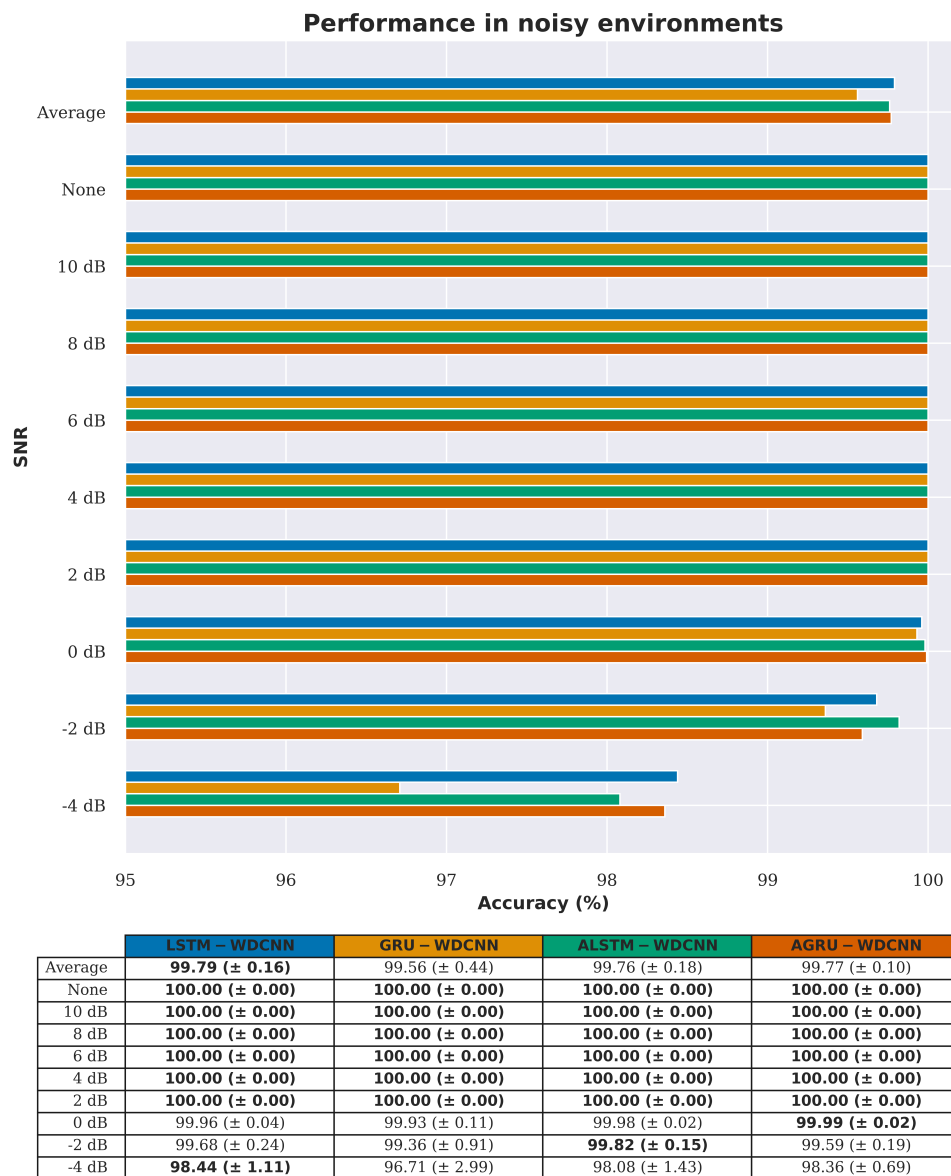 Performance in noisy environments
Average
None
10 dB
8 dB
6 dB
4 dB
2 dB
0 dB
-2 dB
-4 dB
SNR
95 96 97 98 99 100
Accuracy (%)
LSTM − WDCNN GRU − WDCNN ALSTM − WDCNN AGRU − WDCNN
Average 99.79 (± 0.16) 99.56 (± 0.44) 99.76 (± 0.18) 99.77 (± 0.10)
None 100.00 (± 0.00) 100.00 (± 0.00) 100.00 (± 0.00) 100.00 (± 0.00)
10 dB 100.00 (± 0.00) 100.00 (± 0.00) 100.00 (± 0.00) 100.00 (± 0.00)
8 dB 100.00 (± 0.00) 100.00 (± 0.00) 100.00 (± 0.00) 100.00 (± 0.00)
6 dB 100.00 (± 0.00) 100.00 (± 0.00) 100.00 (± 0.00) 100.00 (± 0.00)
4 dB 100.00 (± 0.00) 100.00 (± 0.00) 100.00 (± 0.00) 100.00 (± 0.00)
2 dB 100.00 (± 0.00) 100.00 (± 0.00) 100.00 (± 0.00) 100.00 (± 0.00)
0 dB 99.96 (± 0.04) 99.93 (± 0.11) 99.98 (± 0.02) 99.99 (± 0.02)
-2 dB 99.68 (± 0.24) 99.36 (± 0.91) 99.82 (± 0.15) 99.59 (± 0.19)
-4 dB 98.44 (± 1.11) 96.71 (± 2.99) 98.08 (± 1.43) 98.36 (± 0.69)